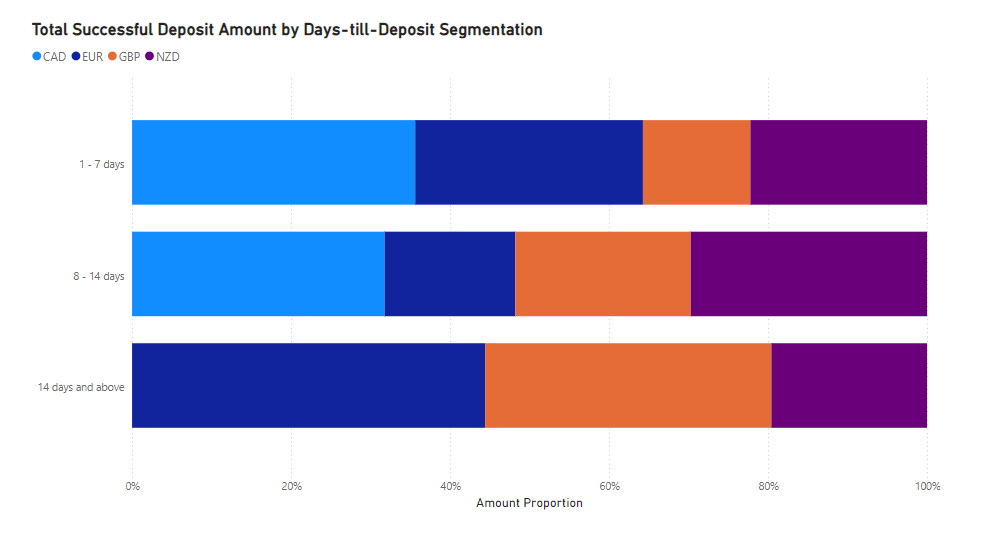 Total Successful Deposit Amount by Days-till-Deposit Segmentation
CAD EUR GBP NZD
1 - 7 days
8 - 14 days
14 days and above
0% 20% 40% 60% 80% 100%
Amount Proportion